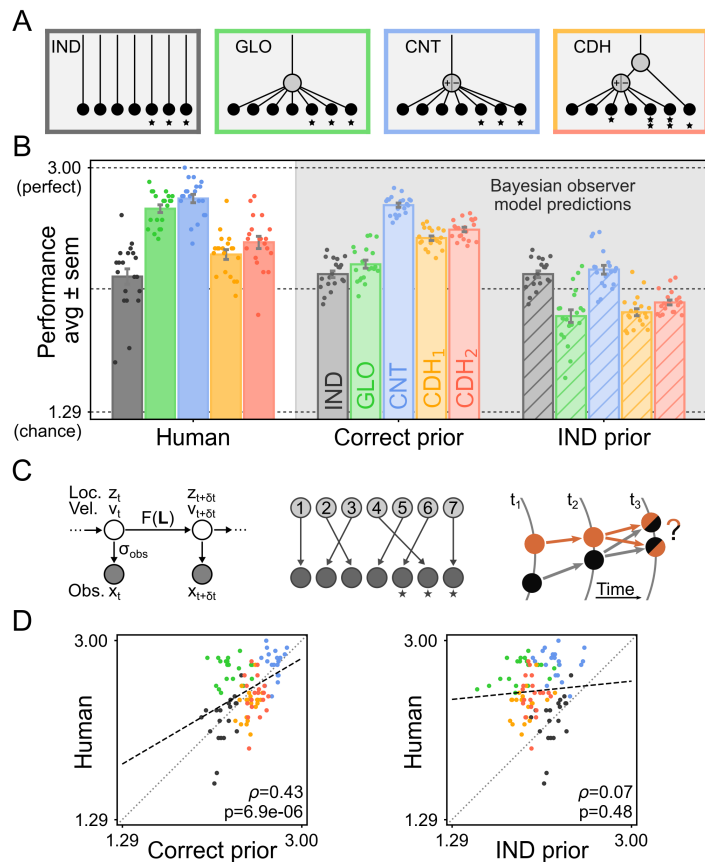 A
IND
GLO
CNT
CDH
+ −
+ −
B
3.00
(perfect)
Performance
avg ± sem
1.29
(chance)
Bayesian observer
model predictions
IND
GLO
CNT
CDH₁
CDH₂
Human
Correct prior
IND prior
C
Loc. zₜ zₜ₊δₜ
Vel. vₜ vₜ₊δₜ
F(L)
σobs
Obs. xₜ xₜ₊δₜ
1 2 3 4 5 6 7
t₁ t₂ t₃
?
Time
D
3.00
Human
1.29
ρ=0.43
p=6.9e-06
1.29 3.00
Correct prior
3.00
Human
1.29
ρ=0.07
p=0.48
1.29 3.00
IND prior